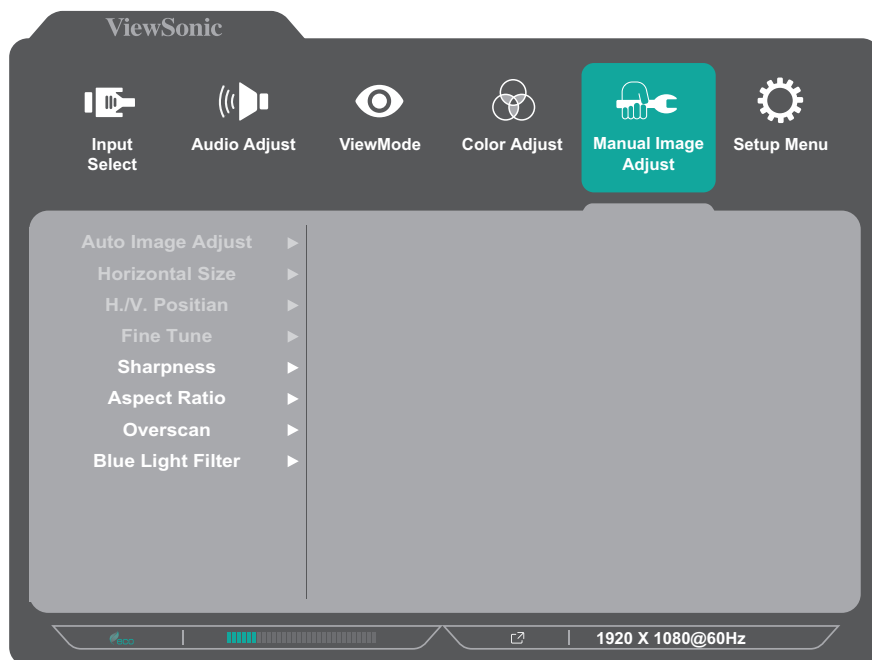 ViewSonic
Input
Select
Audio Adjust
ViewMode
Color Adjust
Manual Image
Adjust
Setup Menu
Auto Image Adjust
Horizontal Size
H./V. Positian
Fine Tune
Sharpness
Aspect Ratio
Overscan
Blue Light Filter
eco
1920 X 1080@60Hz